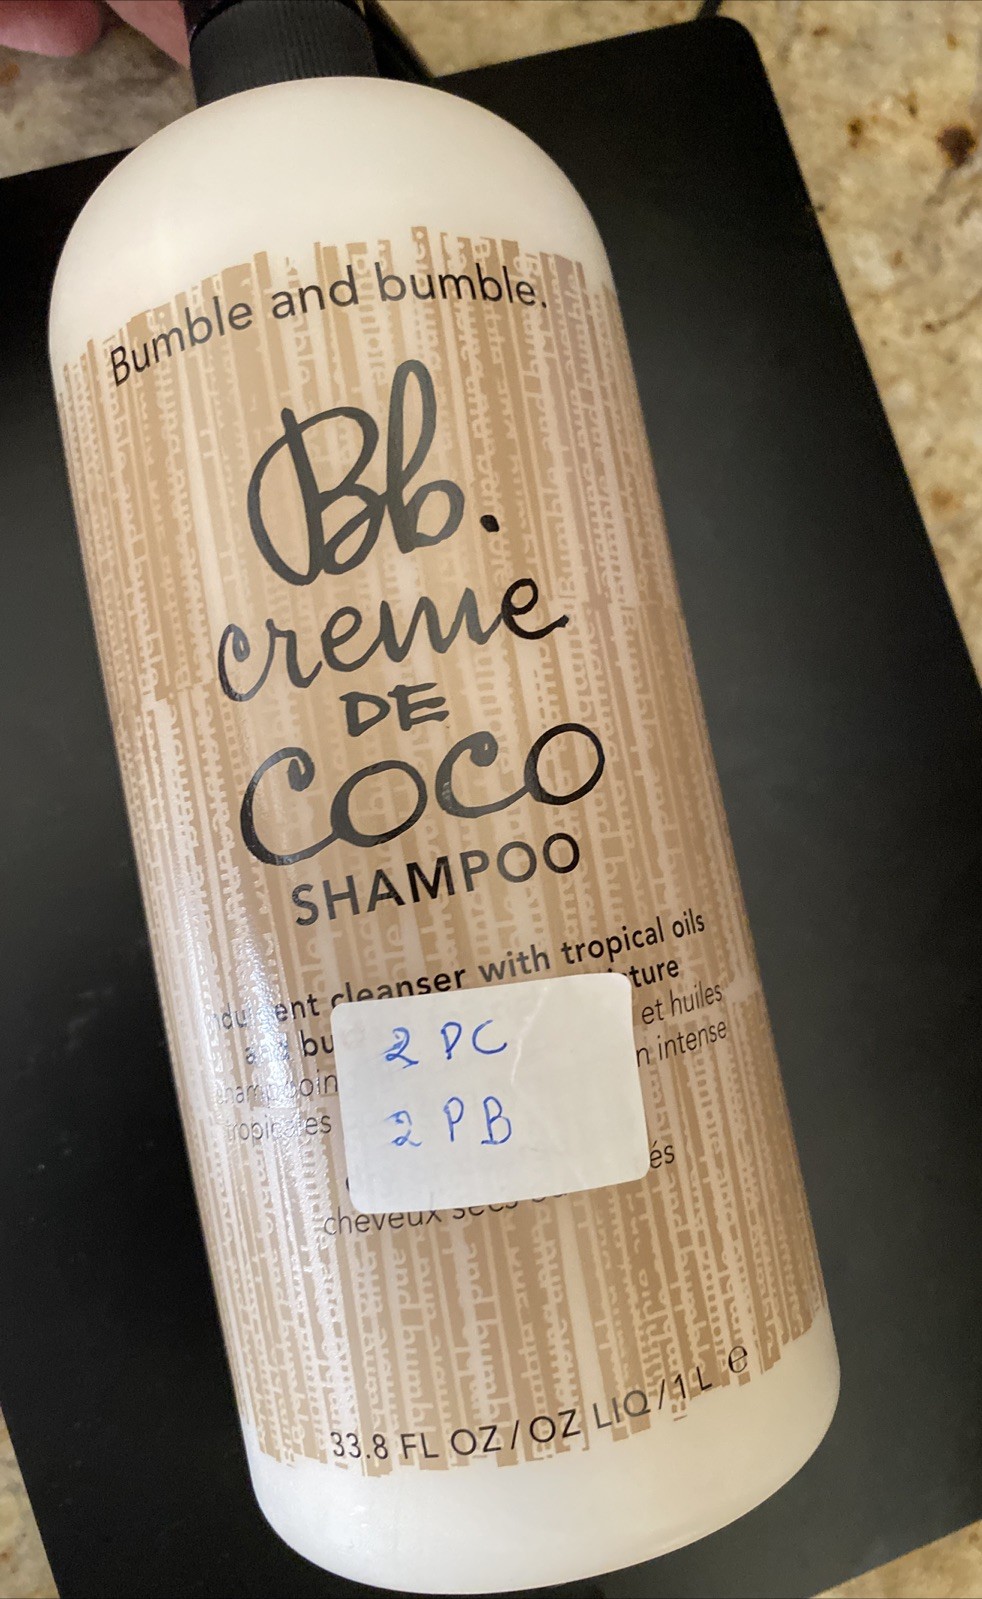 Bumble and bumble.
Bb.
creme
DE
COCO
SHAMPOO
cleanser with tropical oils
et huiles
intense
2 PC
2 PB
cheveux
33.8 FL OZ/OZ LIQ/1 L ℮